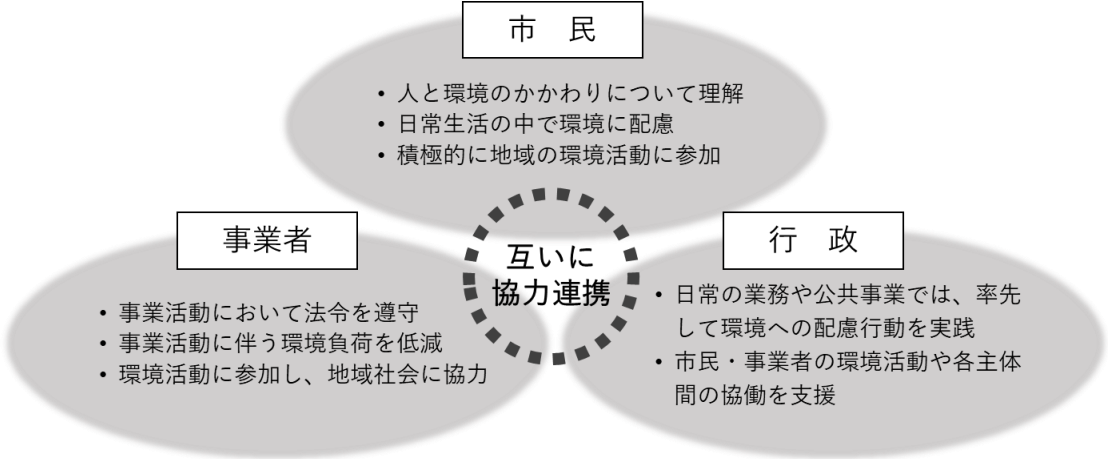 市　民
• 人と環境のかかわりについて理解
• 日常生活の中で環境に配慮
• 積極的に地域の環境活動に参加
事業者
• 事業活動において法令を遵守
• 事業活動に伴う環境負荷を低減
• 環境活動に参加し、地域社会に協力
互いに
協力連携
行　政
• 日常の業務や公共事業では、率先
して環境への配慮行動を実践
• 市民・事業者の環境活動や各主体
間の協働を支援